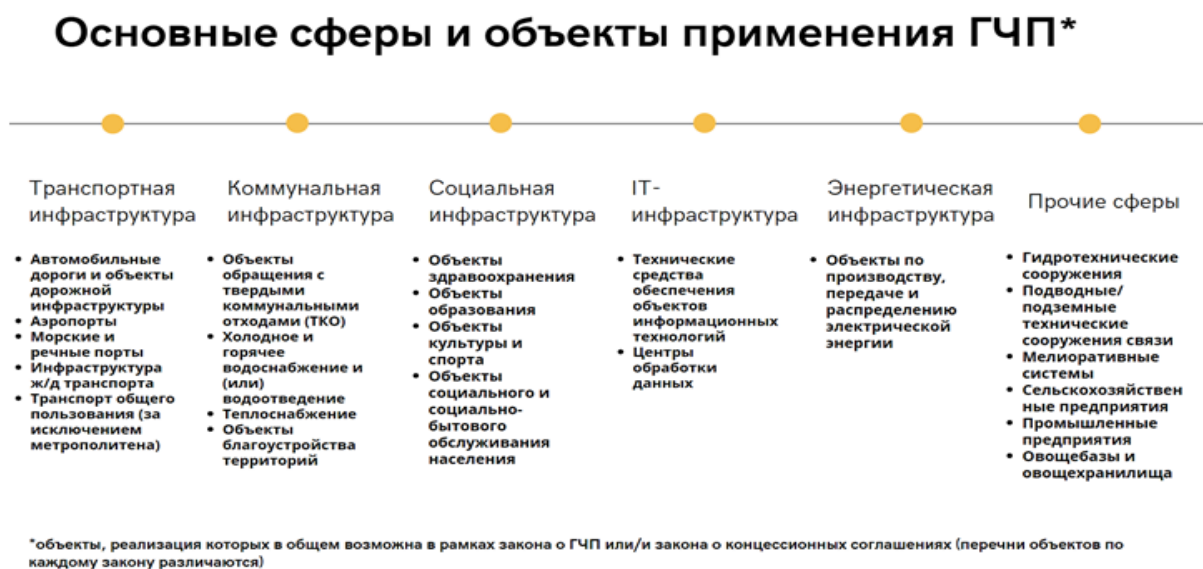 Основные сферы и объекты применения ГЧП*
Транспортная
инфраструктура
• Автомобильные
дороги и объекты
дорожной
инфраструктуры
• Аэропорты
• Морские и
речные порты
• Инфраструктура
ж/д транспорта
• Транспорт общего
пользования (за
исключением
метрополитена)
Коммунальная
инфраструктура
• Объекты
обращения с
твердыми
коммунальными
отходами (ТКО)
• Холодное и
горячее
водоснабжение и
(или)
водоотведение
• Теплоснабжение
• Объекты
благоустройства
территорий
Социальная
инфраструктура
• Объекты
здравоохранения
• Объекты
образования
• Объекты
культуры и
спорта
• Объекты
социального и
социально-
бытового
обслуживания
населения
IT-
инфраструктура
• Технические
средства
обеспечения
объектов
информационных
технологий
• Центры
обработки
данных
Энергетическая
инфраструктура
• Объекты по
производству,
передаче и
распределению
электрической
энергии
Прочие сферы
• Гидротехнические
сооружения
• Подводные/
подземные
технические
сооружения связи
• Мелиоративные
системы
• Сельскохозяйствен
ные предприятия
• Промышленные
предприятия
• Овощебазы и
овощехранилища
*объекты, реализация которых в общем возможна в рамках закона о ГЧП или/и закона о концессионных соглашениях (перечни объектов по
каждому закону различаются)